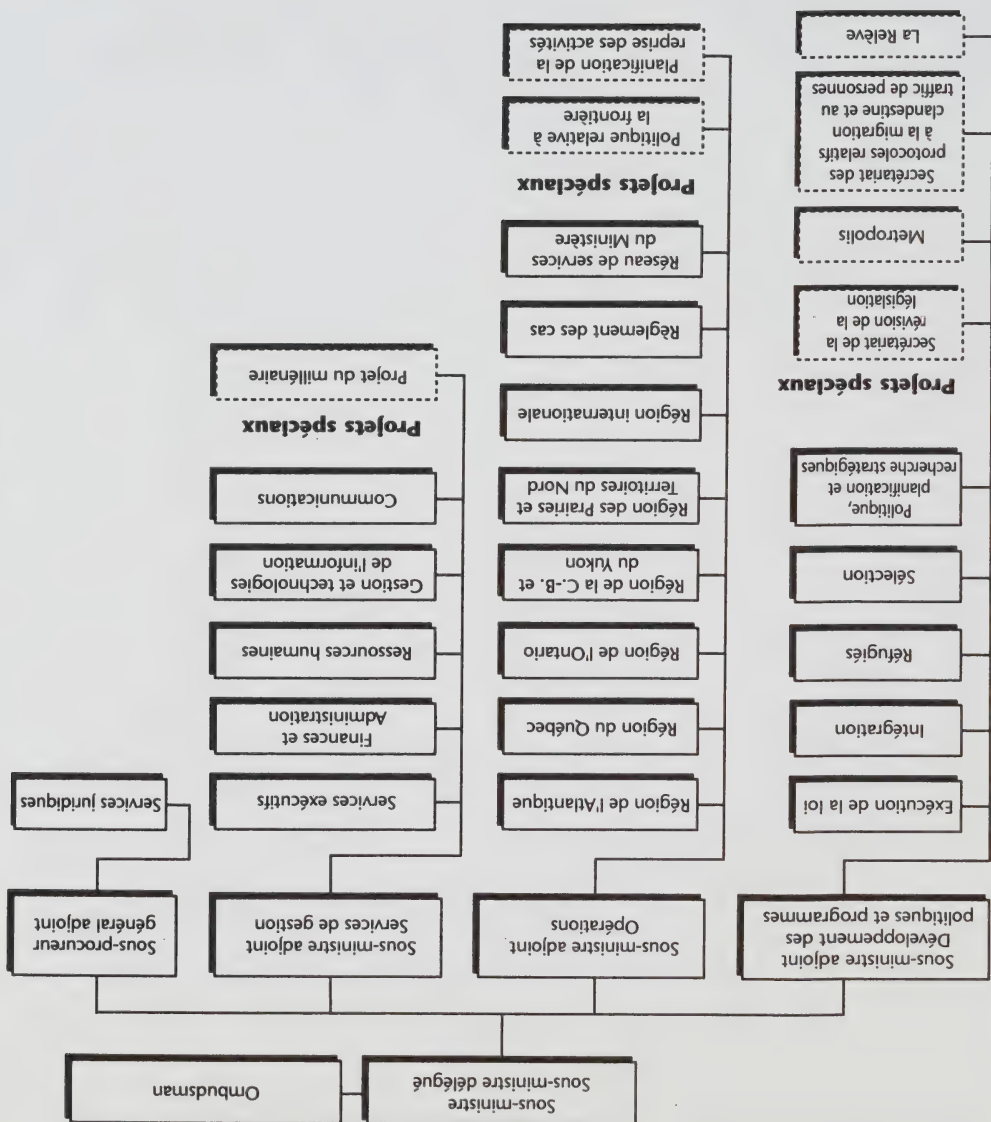 Sous-ministre
Sous-ministre délégué
Ombudsman
Sous-ministre adjoint
Développement des
politiques et programmes
Exécution de la loi
Intégration
Réfugiés
Sélection
Politique,
planification et
recherche stratégiques
Projets spéciaux
Secrétariat de la
révision de la
législation
Metropolis
Secrétariat des
protocoles relatifs
à la migration
clandestine et au
traffic de personnes
La Relève
Sous-ministre adjoint
Opérations
Région de l'Atlantique
Région du Québec
Région de l'Ontario
Région de la C.-B. et
du Yukon
Région des Prairies et
Territoires du Nord
Région internationale
Règlement des cas
Réseau de services
du Ministère
Projets spéciaux
Politique relative à
la frontière
Planification de la
reprise des activités
Sous-ministre adjoint
Services de gestion
Services exécutifs
Finances et
Administration
Ressources humaines
Gestion et technologies
de l'information
Communications
Projets spéciaux
Projet du millénaire
Sous-procureur
général adjoint
Services juridiques